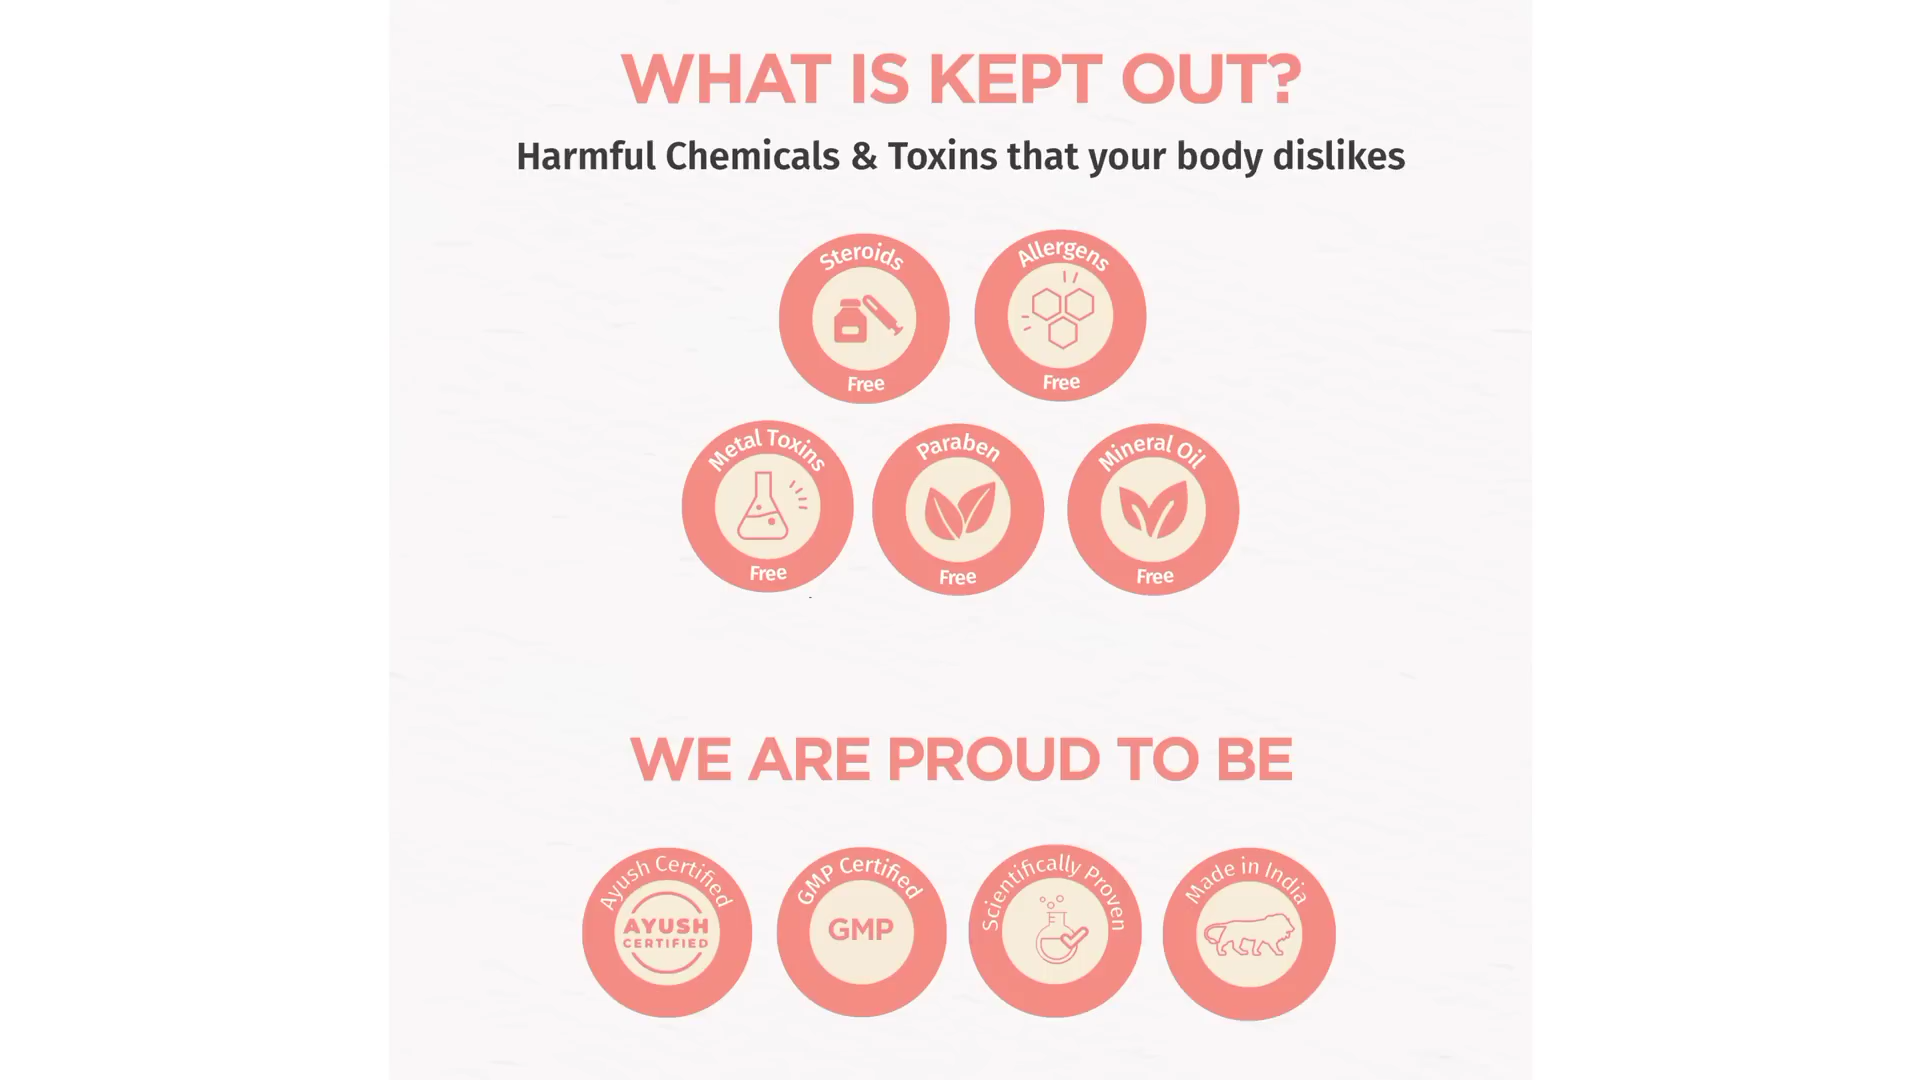 WHAT IS KEPT OUT?
Harmful Chemicals & Toxins that your body dislikes
Steroids
Free
Allergens
Free
Metal Toxins
Free
Paraben
Free
Mineral Oil
Free
WE ARE PROUD TO BE
Ayush Certified
AYUSH
CERTIFIED
GMP Certified
GMP
Scientifically Proven
Made in India